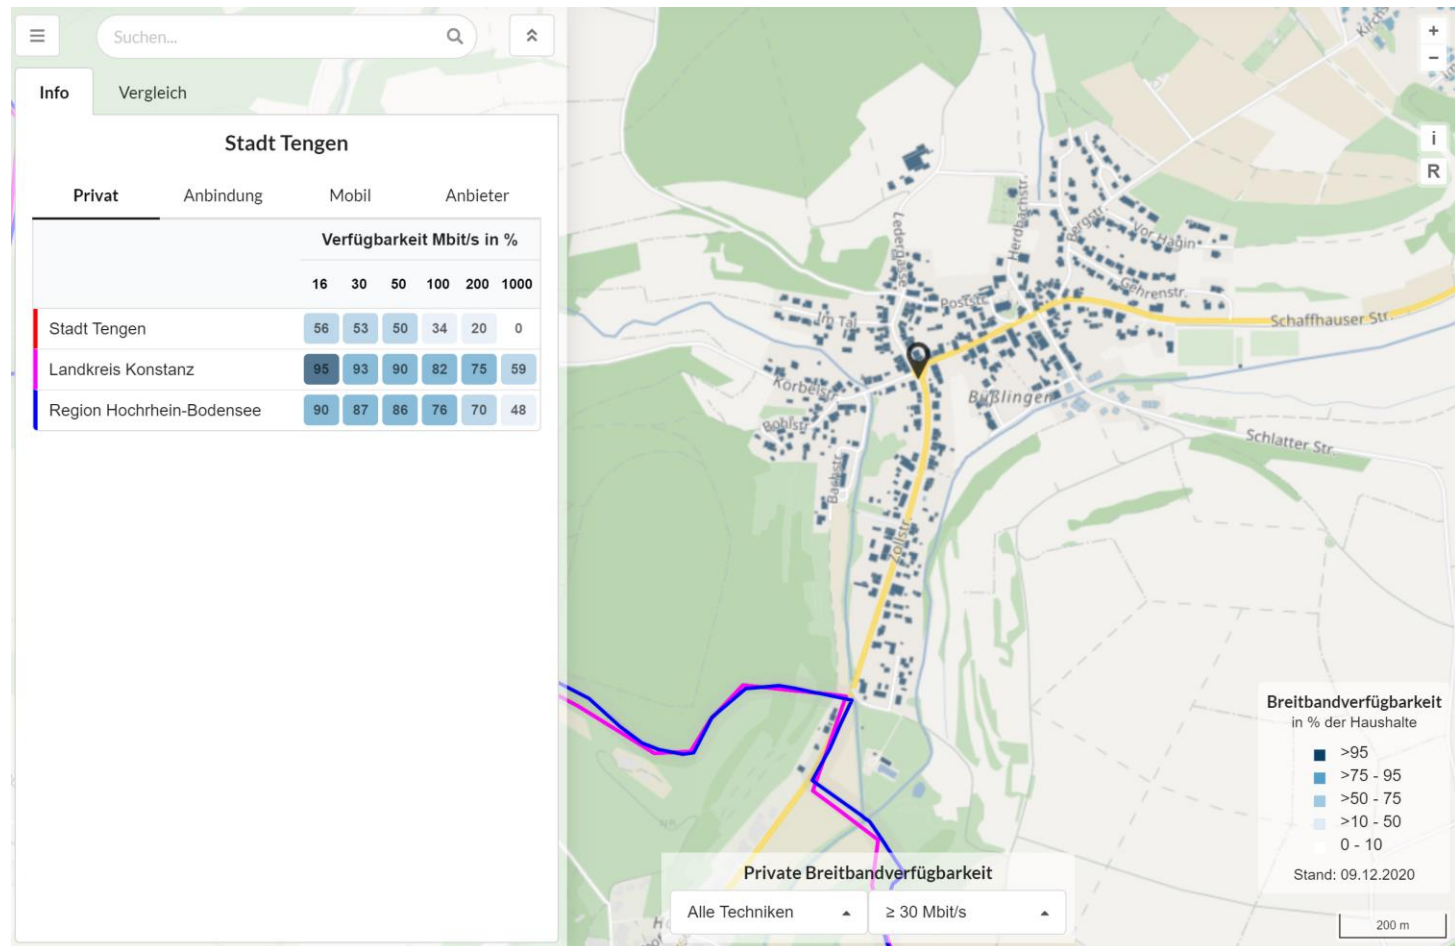 Suchen...
Info Vergleich
Stadt Tengen
Privat Anbindung Mobil Anbieter
Verfügbarkeit Mbit/s in %
16 30 50 100 200 1000
Stadt Tengen 56 53 50 34 20 0
Landkreis Konstanz 95 93 90 82 75 59
Region Hochrhein-Bodensee 90 87 86 76 70 48
+
−
i
R
Ledergasse
Herdbachstr.
Bergstr.
Vor Hagin
Gehrenstr.
Poststr.
Im Tal
Schaffhauser Str.
Körbelstr.
Büßlingen
Bohlstr.
Schlatter Str.
Bachstr.
Zollstr.
Breitbandverfügbarkeit
in % der Haushalte
>95
>75 - 95
>50 - 75
>10 - 50
0 - 10
Stand: 09.12.2020
Private Breitbandverfügbarkeit
Alle Techniken ≥ 30 Mbit/s
200 m